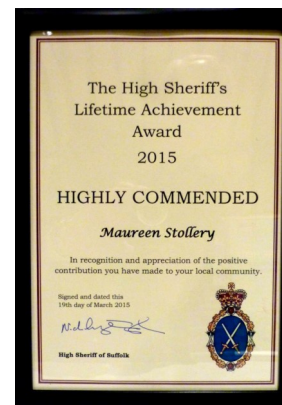 The High Sheriff's
Lifetime Achievement
Award
2015
HIGHLY COMMENDED
Maureen Stollery
In recognition and appreciation of the positive
contribution you have made to your local community.
Signed and dated this
19th day of March 2015
High Sheriff of Suffolk